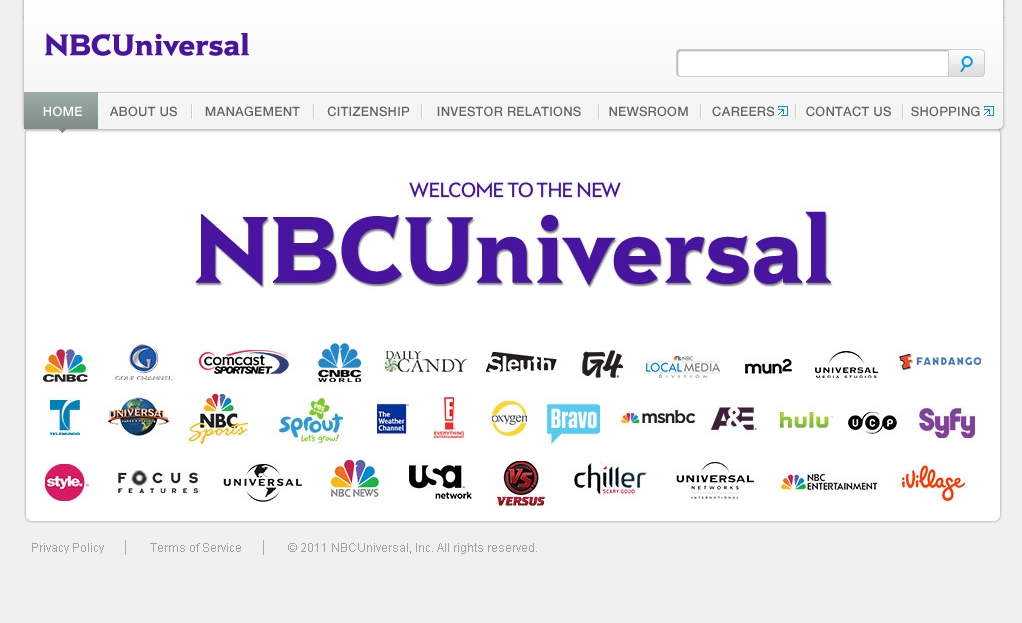 NBCUniversal
HOME ABOUT US MANAGEMENT CITIZENSHIP INVESTOR RELATIONS NEWSROOM CAREERS CONTACT US SHOPPING
WELCOME TO THE NEW
NBCUniversal
CNBC
GOLF CHANNEL
COMCAST
SPORTSNET
CNBC
WORLD
DAILY
CANDY
Sleuth
G4
NBC
LOCAL MEDIA
DIVISION
mun2
UNIVERSAL
MEDIA STUDIOS
FANDANGO
TELEMUNDO
UNIVERSAL
NBC
Sports
sprout
Let's grow!
The
Weather
Channel
E!
EVERYTHING
ENTERTAINMENT
oxygen
Bravo
msnbc
A&E
hulu
UCP
Syfy
style.
FOCUS
FEATURES
UNIVERSAL
NBC NEWS
usa
network
VS
VERSUS
chiller
SCARY GOOD
UNIVERSAL
NETWORKS
INTERNATIONAL
NBC
ENTERTAINMENT
iVillage
Privacy Policy | Terms of Service | © 2011 NBCUniversal, Inc. All rights reserved.